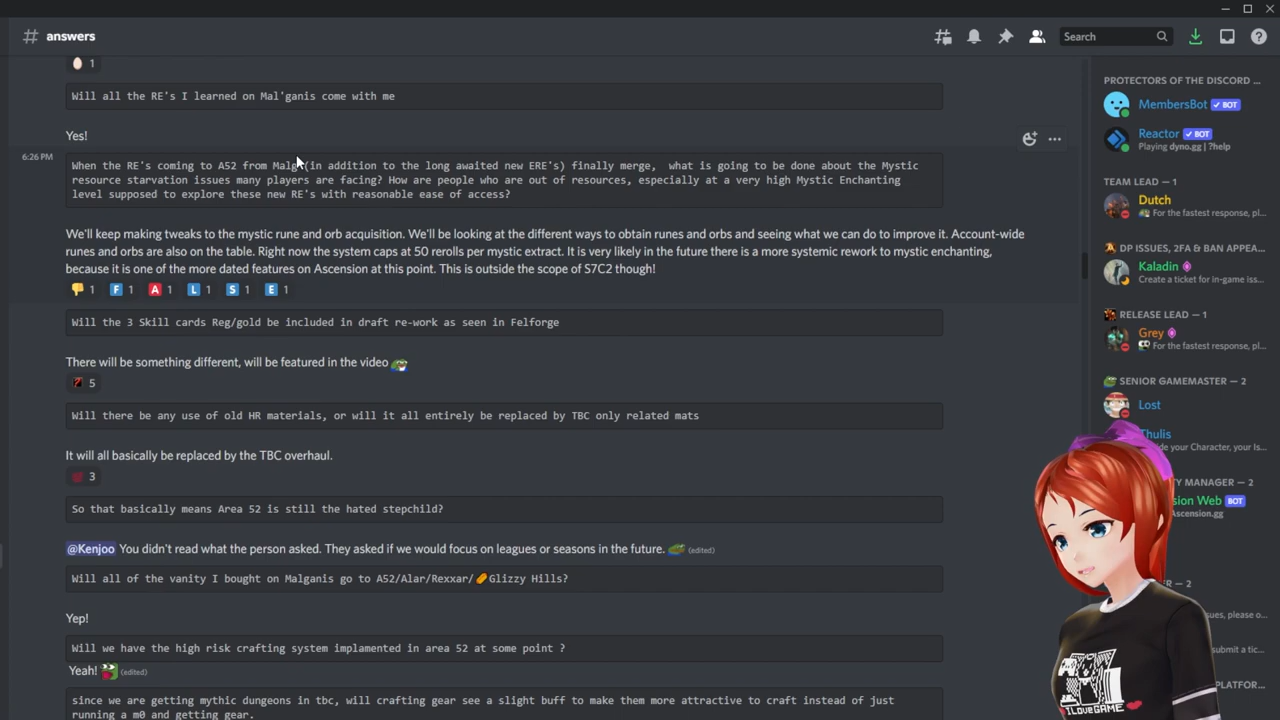 # answers
Search
1
Will all the RE's I learned on Mal'ganis come with me
Yes!
6:26 PM
When the RE's coming to A52 from Malg (in addition to the long awaited new ERE's) finally merge, what is going to be done about the Mystic
resource starvation issues many players are facing? How are people who are out of resources, especially at a very high Mystic Enchanting
level supposed to explore these new RE's with reasonable ease of access?
We'll keep making tweaks to the mystic rune and orb acquisition. We'll be looking at the different ways to obtain runes and orbs and seeing what we can do to improve it. Account-wide
runes and orbs are also on the table. Right now the system caps at 50 rerolls per mystic extract. It is very likely in the future there is a more systemic rework to mystic enchanting,
because it is one of the more dated features on Ascension at this point. This is outside the scope of S7C2 though!
1 F 1 A 1 L 1 S 1 E 1
Will the 3 Skill cards Reg/gold be included in draft re-work as seen in Felforge
There will be something different, will be featured in the video
5
Will there be any use of old HR materials, or will it all entirely be replaced by TBC only related mats
It will all basically be replaced by the TBC overhaul.
3
So that basically means Area 52 is still the hated stepchild?
@Kenjoo You didn't read what the person asked. They asked if we would focus on leagues or seasons in the future. (edited)
Will all of the vanity I bought on Malganis go to A52/Alar/Rexxar/Glizzy Hills?
Yep!
Will we have the high risk crafting system implamented in area 52 at some point ?
Yeah! (edited)
since we are getting mythic dungeons in tbc, will crafting gear see a slight buff to make them more attractive to craft instead of just
running a m0 and getting gear.
PROTECTORS OF THE DISCORD ...
MembersBot ✓ BOT
Reactor ✓ BOT
Playing dyno.gg | ?help
TEAM LEAD — 1
Dutch
For the fastest response, pl...
DP ISSUES, 2FA & BAN APPEA...
Kaladin
Create a ticket for in-game iss...
RELEASE LEAD — 1
Grey
For the fastest response, pl...
SENIOR GAMEMASTER — 2
Lost
Thulis
de your Character, your Is...
Y MANAGER — 2
sion Web BOT
Ascension.gg
R — 2
sues, please o...
ubmit a tic...
PLATFOR...
I LOVE GAME